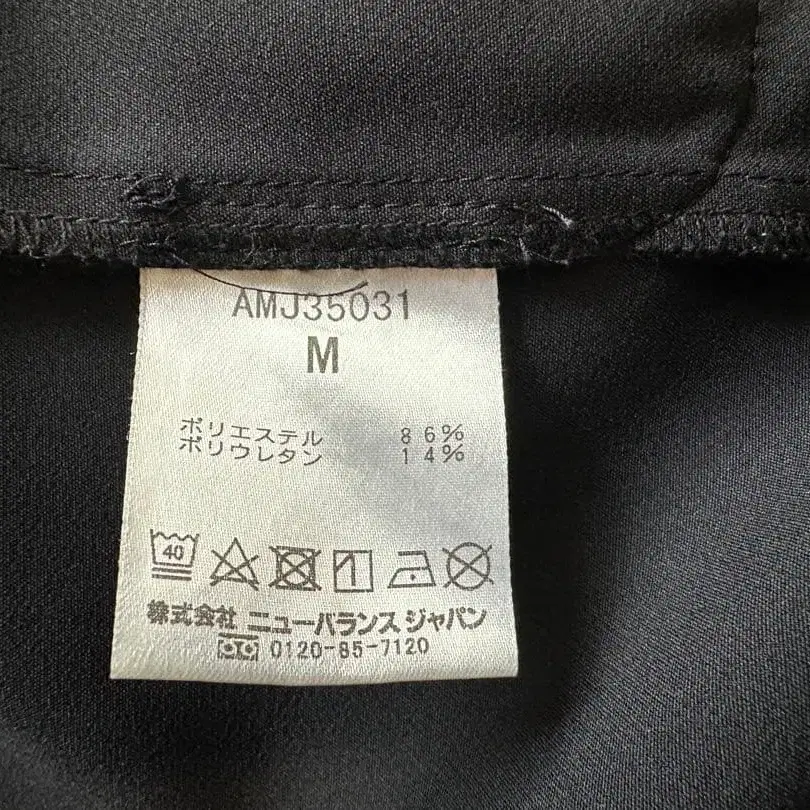 AMJ35031
M
ポリエステル 86%
ポリウレタン 14%
40
株式会社 ニューバランス ジャパン
0120-85-7120